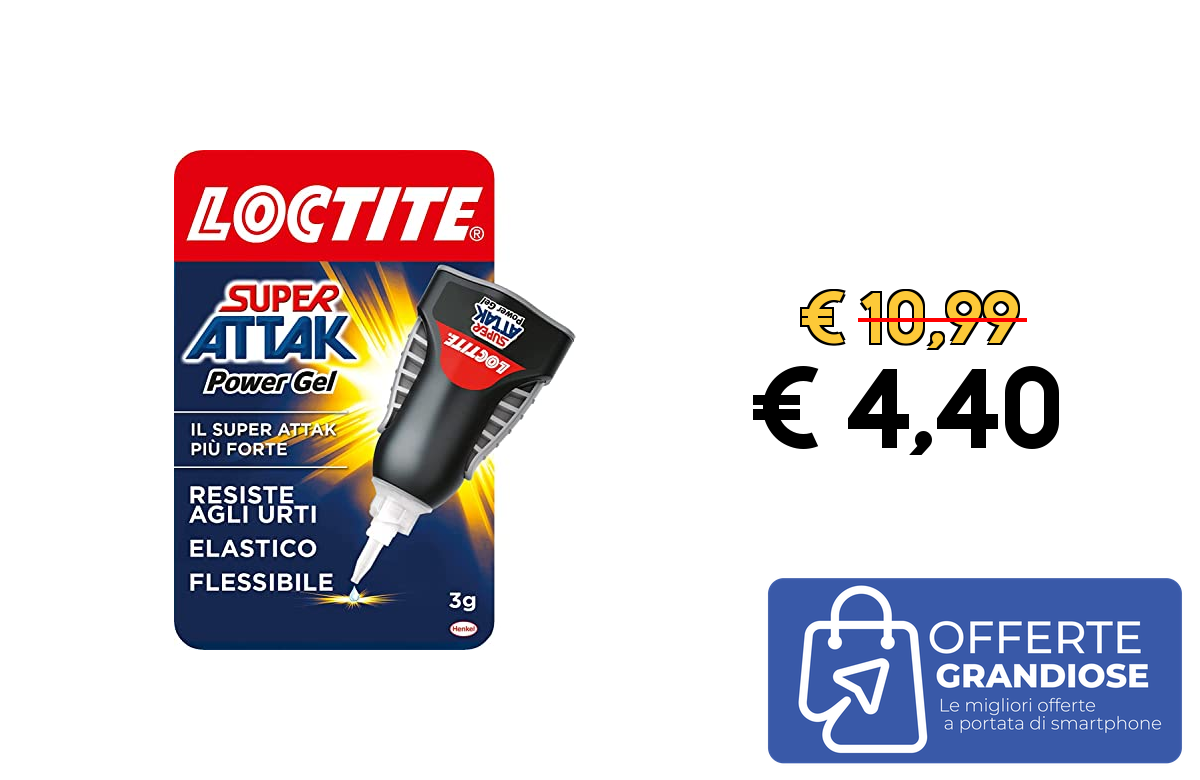 LOCTITE®
SUPER
ATTAK
Power Gel
IL SUPER ATTAK
PIÙ FORTE
RESISTE
AGLI URTI
ELASTICO
FLESSIBILE
3g
Henkel
SUPER
ATTAK
Power Gel
LOCTITE.
€ 10,99
€ 4,40
OFFERTE
GRANDIOSE
Le migliori offerte
a portata di smartphone